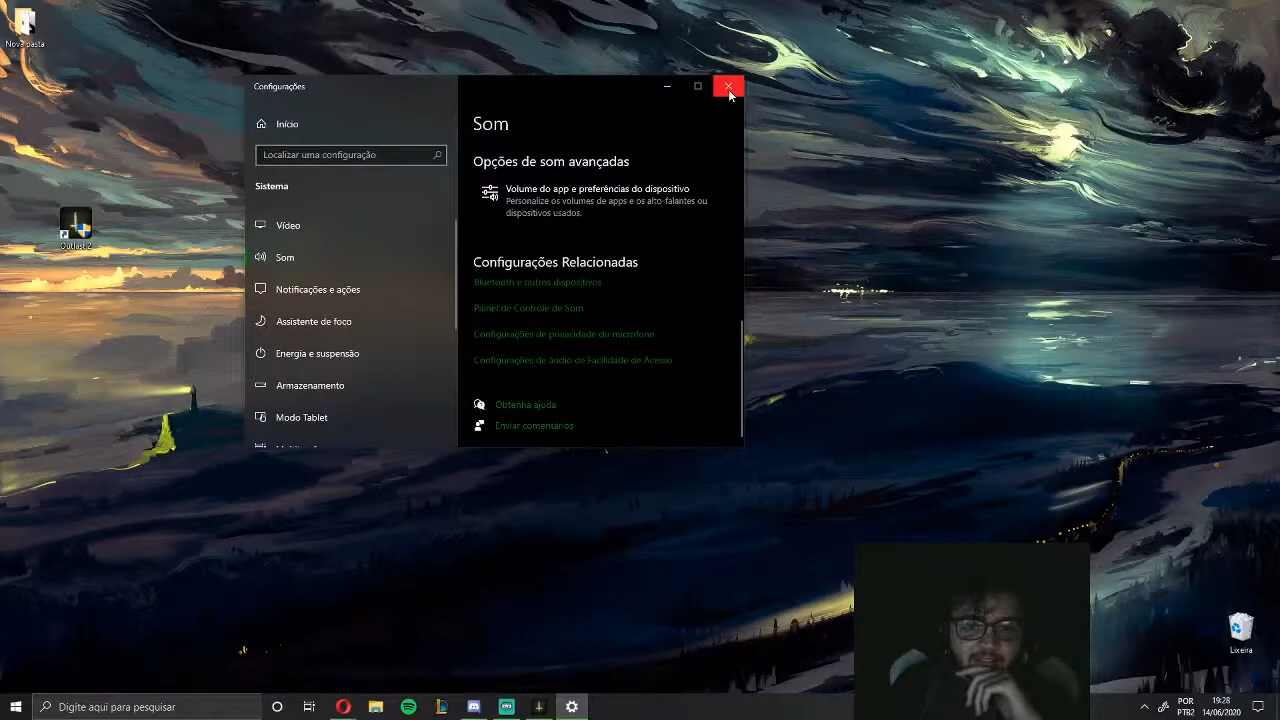 Nova pasta
Outlast 2
Configurações
Início
Localizar uma configuração
Sistema
Vídeo
Som
Notificações e ações
Assistente de foco
Energia e suspensão
Armazenamento
Modo Tablet
Som
Opções de som avançadas
Volume do app e preferências do dispositivo
Personalize os volumes de apps e os alto-falantes ou
dispositivos usados.
Configurações Relacionadas
Bluetooth e outros dispositivos
Painel de Controle de Som
Configurações de privacidade do microfone
Configurações de áudio de Facilidade de Acesso
Obtenha ajuda
Enviar comentários
Lixeira
Digite aqui para pesquisar
POR
PTB2
19:28
14/06/2020